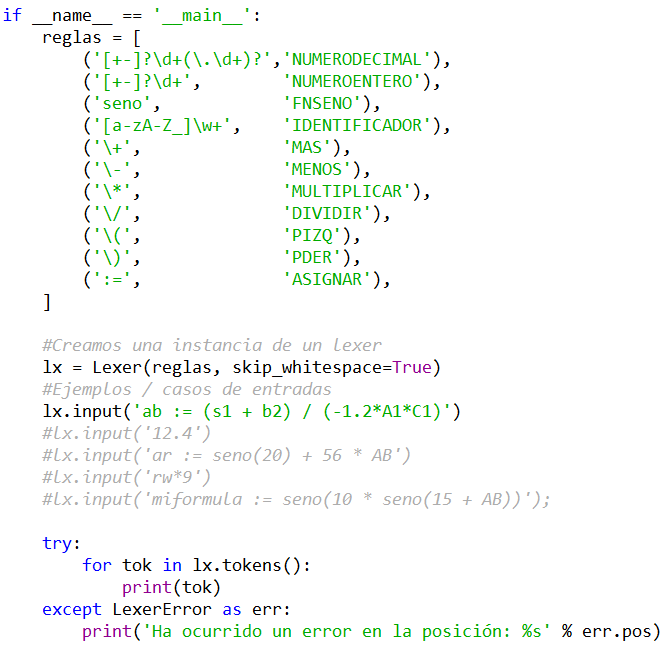 if __name__ == '__main__':
    reglas = [
        ('[+-]?\d+(\.\d+)?','NUMERODECIMAL'),
        ('[+-]?\d+',        'NUMEROENTERO'),
        ('seno',            'FNSENO'),
        ('[a-zA-Z_]\w+',    'IDENTIFICADOR'),
        ('\+',              'MAS'),
        ('\-',              'MENOS'),
        ('\*',              'MULTIPLICAR'),
        ('\/',              'DIVIDIR'),
        ('\(',              'PIZQ'),
        ('\)',              'PDER'),
        (':=',              'ASIGNAR'),
    ]
    #Creamos una instancia de un lexer
    lx = Lexer(reglas, skip_whitespace=True)
    #Ejemplos / casos de entradas
    lx.input('ab := (s1 + b2) / (-1.2*A1*C1)')
    #lx.input('12.4')
    #lx.input('ar := seno(20) + 56 * AB')
    #lx.input('rw*9')
    #lx.input('miformula := seno(10 * seno(15 + AB))');
    try:
        for tok in lx.tokens():
            print(tok)
    except LexerError as err:
        print('Ha ocurrido un error en la posición: %s' % err.pos)